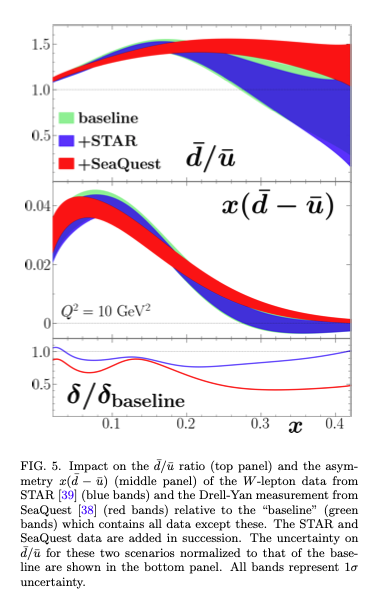 1.5
1.0
0.5
baseline
+STAR
+SeaQuest
d̄/ū
0.04
0.02
0
x(d̄ − ū)
Q² = 10 GeV²
1.0
0.5
δ/δbaseline
0.1 0.2 0.3 x 0.4
FIG. 5. Impact on the d̄/ū ratio (top panel) and the asym-
metry x(d̄ − ū) (middle panel) of the W-lepton data from
STAR [39] (blue bands) and the Drell-Yan measurement from
SeaQuest [38] (red bands) relative to the “baseline” (green
bands) which contains all data except these. The STAR and
SeaQuest data are added in succession. The uncertainty on
d̄/ū for these two scenarios normalized to that of the base-
line are shown in the bottom panel. All bands represent 1σ
uncertainty.